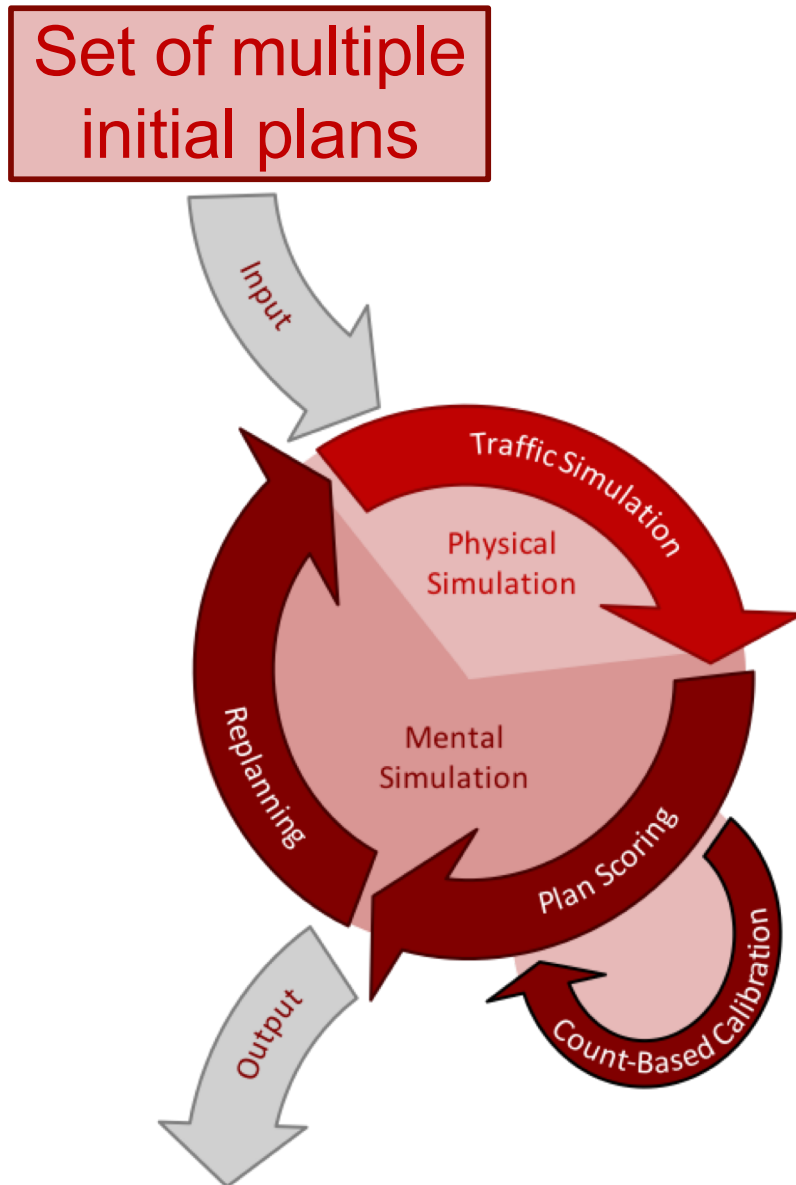 Set of multiple
initial plans
Input
Traffic Simulation
Physical
Simulation
Mental
Simulation
Replanning
Plan Scoring
Count-Based Calibration
Output